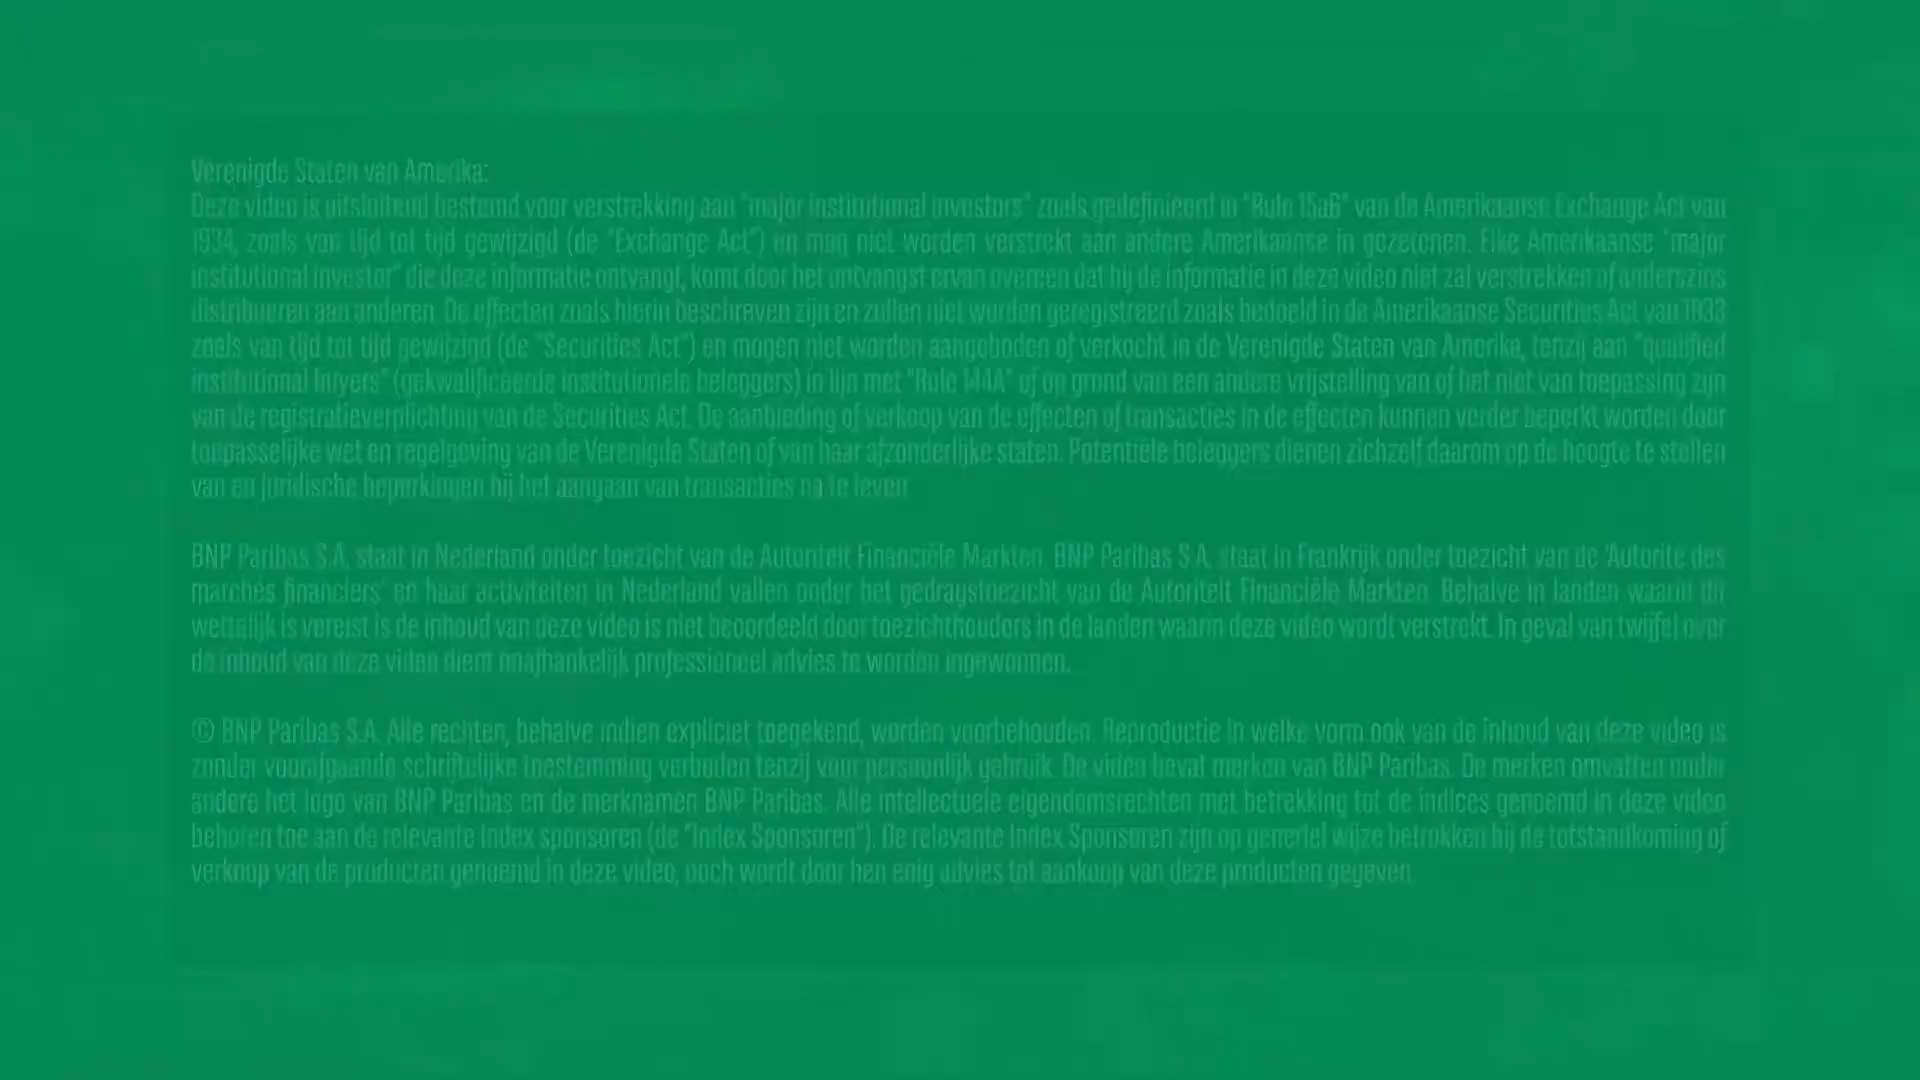 Verenigde Staten van Amerika:
Deze video is uitsluitend bestemd voor verstrekking aan "major institutional investors" zoals gedefinieerd in "Rule 15a6" van de Amerikaanse Exchange Act van
1934, zoals van tijd tot tijd gewijzigd (de "Exchange Act") en mag niet worden verstrekt aan andere Amerikaanse in gezetenen. Elke Amerikaanse "major
institutional investor" die deze informatie ontvangt, komt door het ontvangst ervan overeen dat hij de informatie in deze video niet zal verstrekken of anderszins
distribueren aan anderen. De effecten zoals hierin beschreven zijn en zullen niet worden geregistreerd zoals bedoeld in de Amerikaanse Securities Act van 1933
zoals van tijd tot tijd gewijzigd (de "Securities Act") en mogen niet worden aangeboden of verkocht in de Verenigde Staten van Amerika, tenzij aan "qualified
institutional buyers" (gekwalificeerde institutionele beleggers) in lijn met "Rule 144A" of op grond van een andere vrijstelling van of het niet van toepassing zijn
van de registratieverplichting van de Securities Act. De aanbieding of verkoop van de effecten of transacties in de effecten kunnen verder beperkt worden door
toepasselijke wet en regelgeving van de Verenigde Staten of van haar afzonderlijke staten. Potentiële beleggers dienen zichzelf daarom op de hoogte te stellen
van en juridische beperkingen bij het aangaan van transacties na te leven
BNP Paribas S.A. staat in Nederland onder toezicht van de Autoriteit Financiële Markten. BNP Paribas S.A. staat in Frankrijk onder toezicht van de 'Autorité des
marchés financiers' en haar activiteiten in Nederland vallen onder het gedragstoezicht van de Autoriteit Financiële Markten. Behalve in landen waarin dit
wettelijk is vereist is de inhoud van deze video is niet beoordeeld door toezichthouders in de landen waarin deze video wordt verstrekt. In geval van twijfel over
de inhoud van deze video dient onafhankelijk professioneel advies te worden ingewonnen.
© BNP Paribas S.A. Alle rechten, behalve indien expliciet toegekend, worden voorbehouden. Reproductie in welke vorm ook van de inhoud van deze video is
zonder voorafgaande schriftelijke toestemming verboden tenzij voor persoonlijk gebruik. De video bevat merken van BNP Paribas. De merken omvatten onder
andere het logo van BNP Paribas en de merknamen BNP Paribas. Alle intellectuele eigendomsrechten met betrekking tot de indices genoemd in deze video
behoren toe aan de relevante Index sponsoren (de "Index Sponsoren"). De relevante Index Sponsoren zijn op generlei wijze betrokken bij de totstandkoming of
verkoop van de producten genoemd in deze video, noch wordt door hen enig advies tot aankoop van deze producten gegeven.